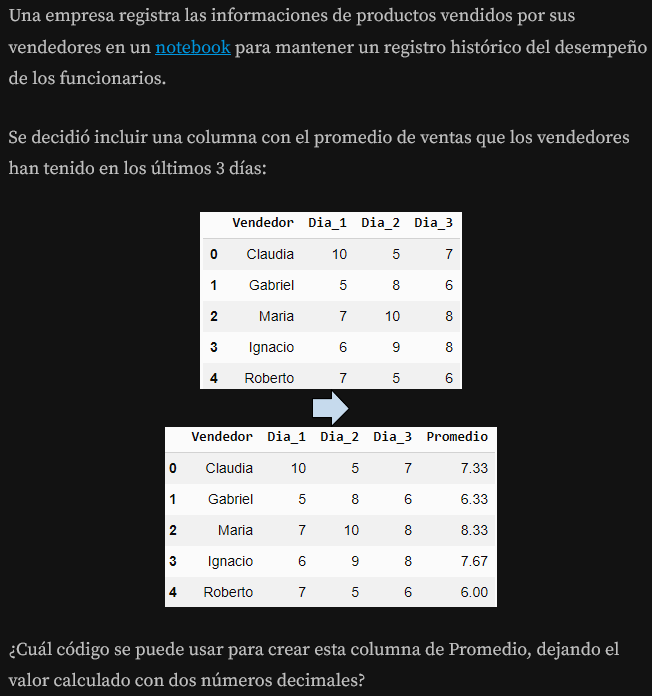 Una empresa registra las informaciones de productos vendidos por sus
vendedores en un notebook para mantener un registro histórico del desempeño
de los funcionarios.
Se decidió incluir una columna con el promedio de ventas que los vendedores
han tenido en los últimos 3 días:
Vendedor Dia_1 Dia_2 Dia_3
0 Claudia 10 5 7
1 Gabriel 5 8 6
2 Maria 7 10 8
3 Ignacio 6 9 8
4 Roberto 7 5 6
Vendedor Dia_1 Dia_2 Dia_3 Promedio
0 Claudia 10 5 7 7.33
1 Gabriel 5 8 6 6.33
2 Maria 7 10 8 8.33
3 Ignacio 6 9 8 7.67
4 Roberto 7 5 6 6.00
¿Cuál código se puede usar para crear esta columna de Promedio, dejando el
valor calculado con dos números decimales?